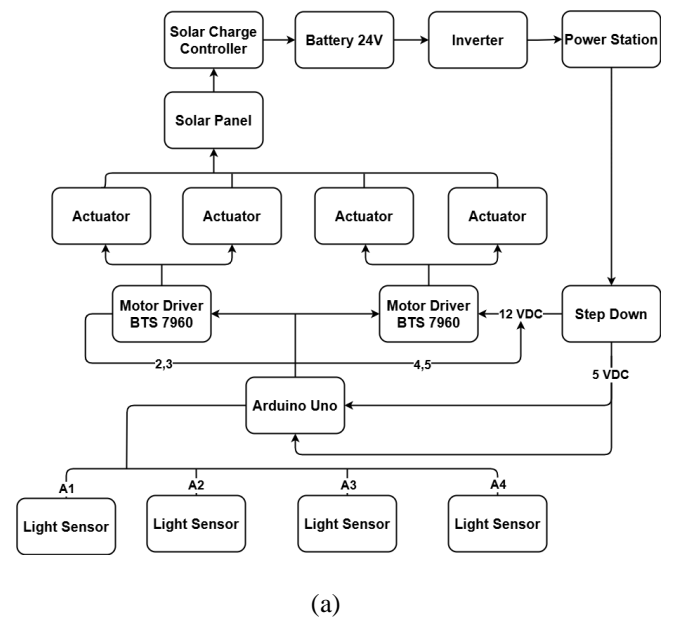 Solar Charge
Controller
Battery 24V
Inverter
Power Station
Solar Panel
Actuator
Actuator
Actuator
Actuator
Motor Driver
BTS 7960
Motor Driver
BTS 7960
12 VDC
Step Down
2,3
4,5
5 VDC
Arduino Uno
A1
A2
A3
A4
Light Sensor
Light Sensor
Light Sensor
Light Sensor
(a)